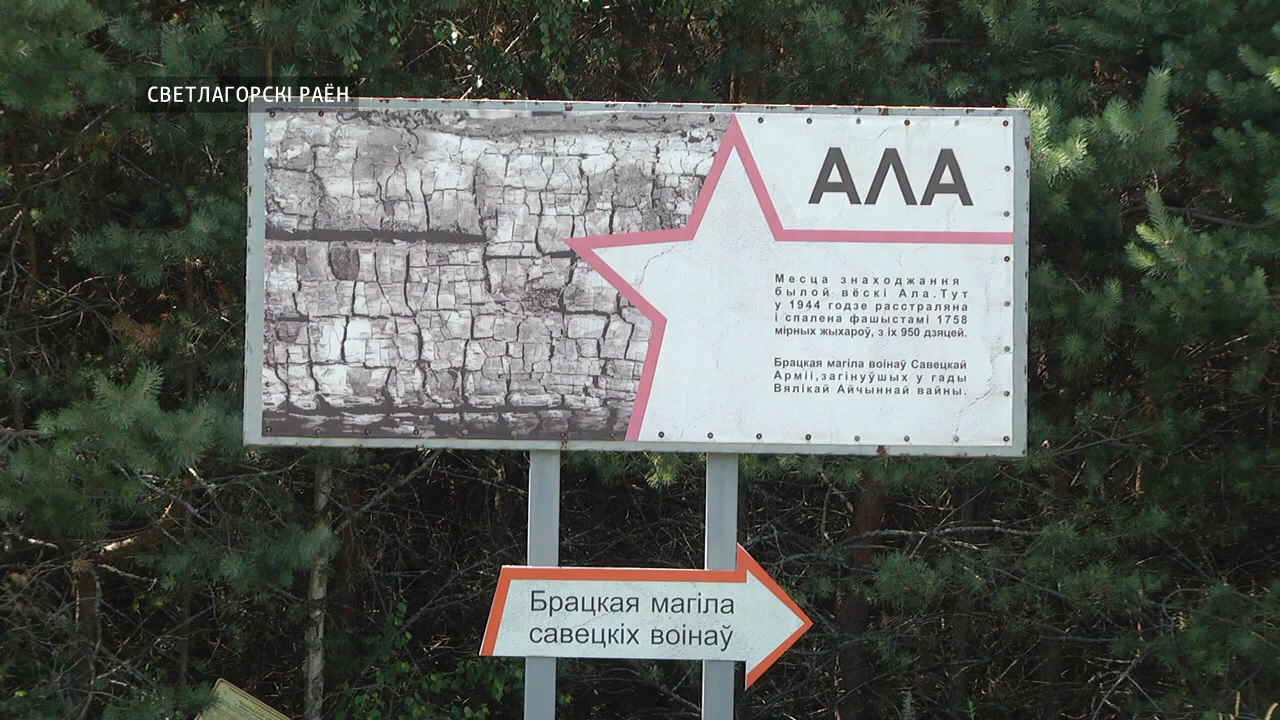 СВЕТЛАГОРСКІ РАЁН
АЛА
Месца знаходжання
былой вёскі Ала.Тут
у 1944 годзе расстраляна
і спалена фашыстамі 1758
мірных жыхароў, з іх 950 дзяцей.
Брацкая магіла воінаў Савецкай
Арміі,загінуўшых у гады
Вялікай Айчыннай вайны.
Брацкая магіла
савецкіх воінаў